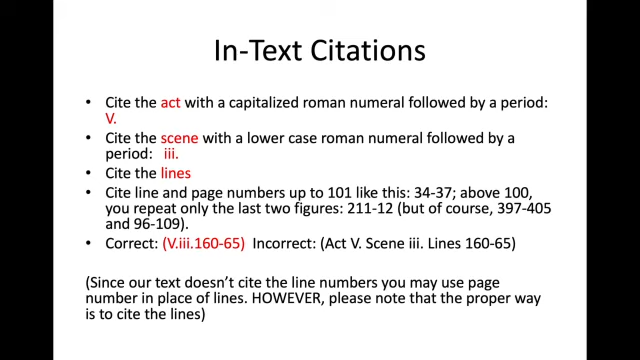 In-Text Citations
• Cite the act with a capitalized roman numeral followed by a period:
V.
• Cite the scene with a lower case roman numeral followed by a
period: iii.
• Cite the lines
• Cite line and page numbers up to 101 like this: 34-37; above 100,
you repeat only the last two figures: 211-12 (but of course, 397-405
and 96-109).
• Correct: (V.iii.160-65) Incorrect: (Act V. Scene iii. Lines 160-65)
(Since our text doesn't cite the line numbers you may use page
number in place of lines. HOWEVER, please note that the proper way
is to cite the lines)